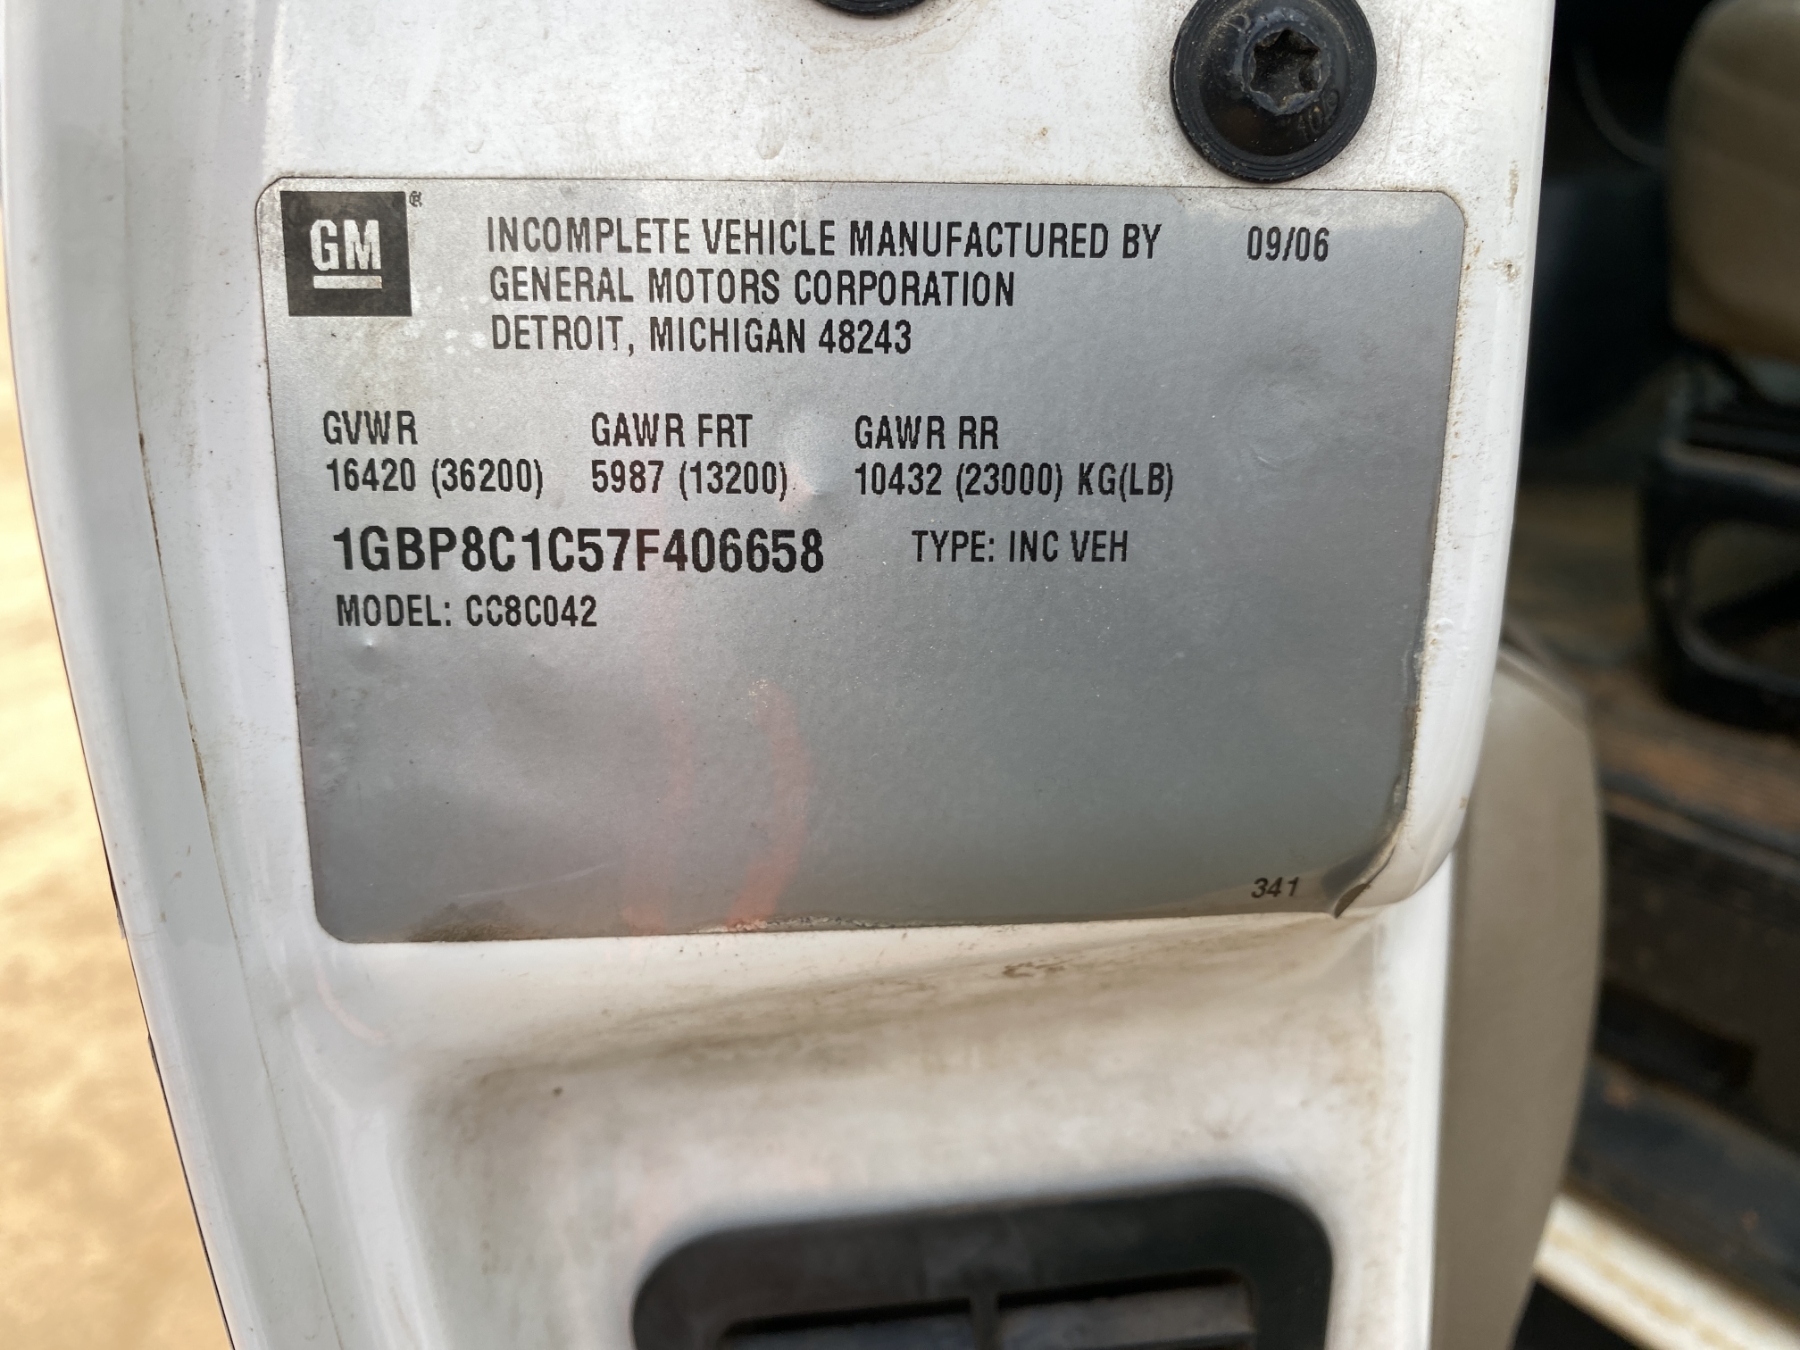 GM
INCOMPLETE VEHICLE MANUFACTURED BY 09/06
GENERAL MOTORS CORPORATION
DETROIT, MICHIGAN 48243
GVWR GAWR FRT GAWR RR
16420 (36200) 5987 (13200) 10432 (23000) KG(LB)
1GBP8C1C57F406658 TYPE: INC VEH
MODEL: CC8C042
341